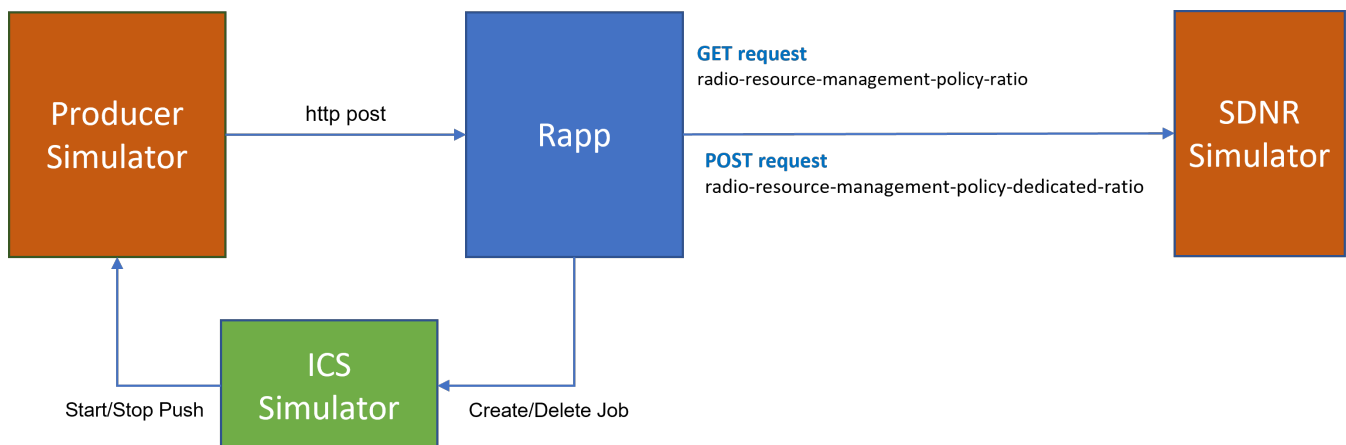 Producer
Simulator
http post
Rapp
GET request
radio-resource-management-policy-ratio
POST request
radio-resource-management-policy-dedicated-ratio
SDNR
Simulator
ICS
Simulator
Start/Stop Push
Create/Delete Job